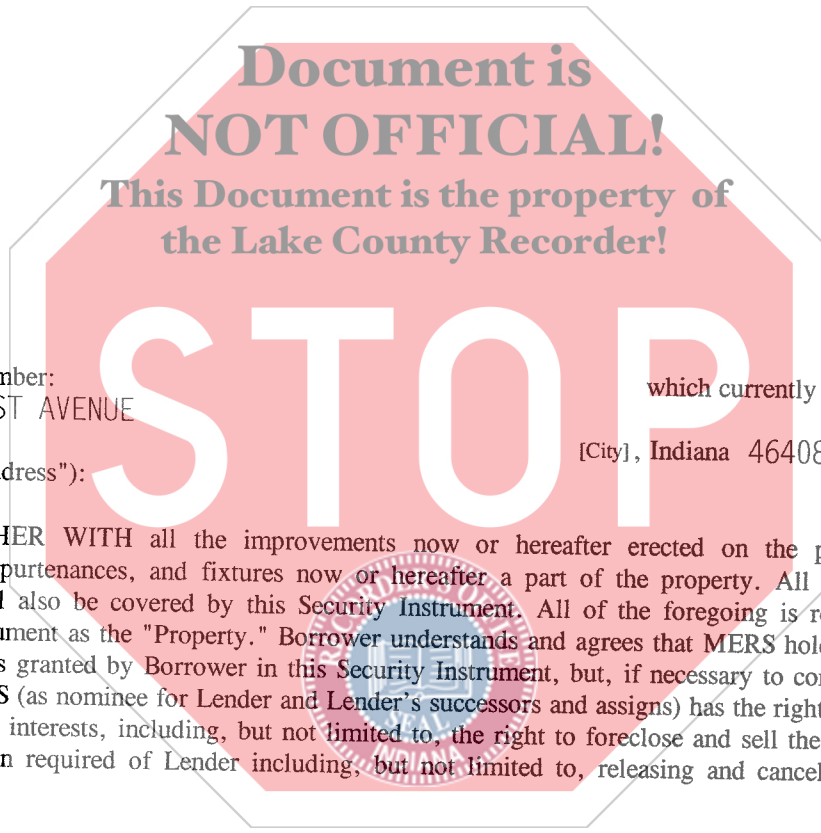 Document is
NOT OFFICIAL!
This Document is the property of
the Lake County Recorder!
STOP
mber:
which currently
ST AVENUE
[City], Indiana 46408
dress"):
HER WITH all the improvements now or hereafter erected on the p
purtenances, and fixtures now or hereafter a part of the property. All
l also be covered by this Security Instrument. All of the foregoing is r
ument as the "Property." Borrower understands and agrees that MERS hol
s granted by Borrower in this Security Instrument, but, if necessary to co
S (as nominee for Lender and Lender's successors and assigns) has the right
interests, including, but not limited to, the right to foreclose and sell the
n required of Lender including, but not limited to, releasing and cancel
RECORDER'S OFFICE
SEAL
INDIANA